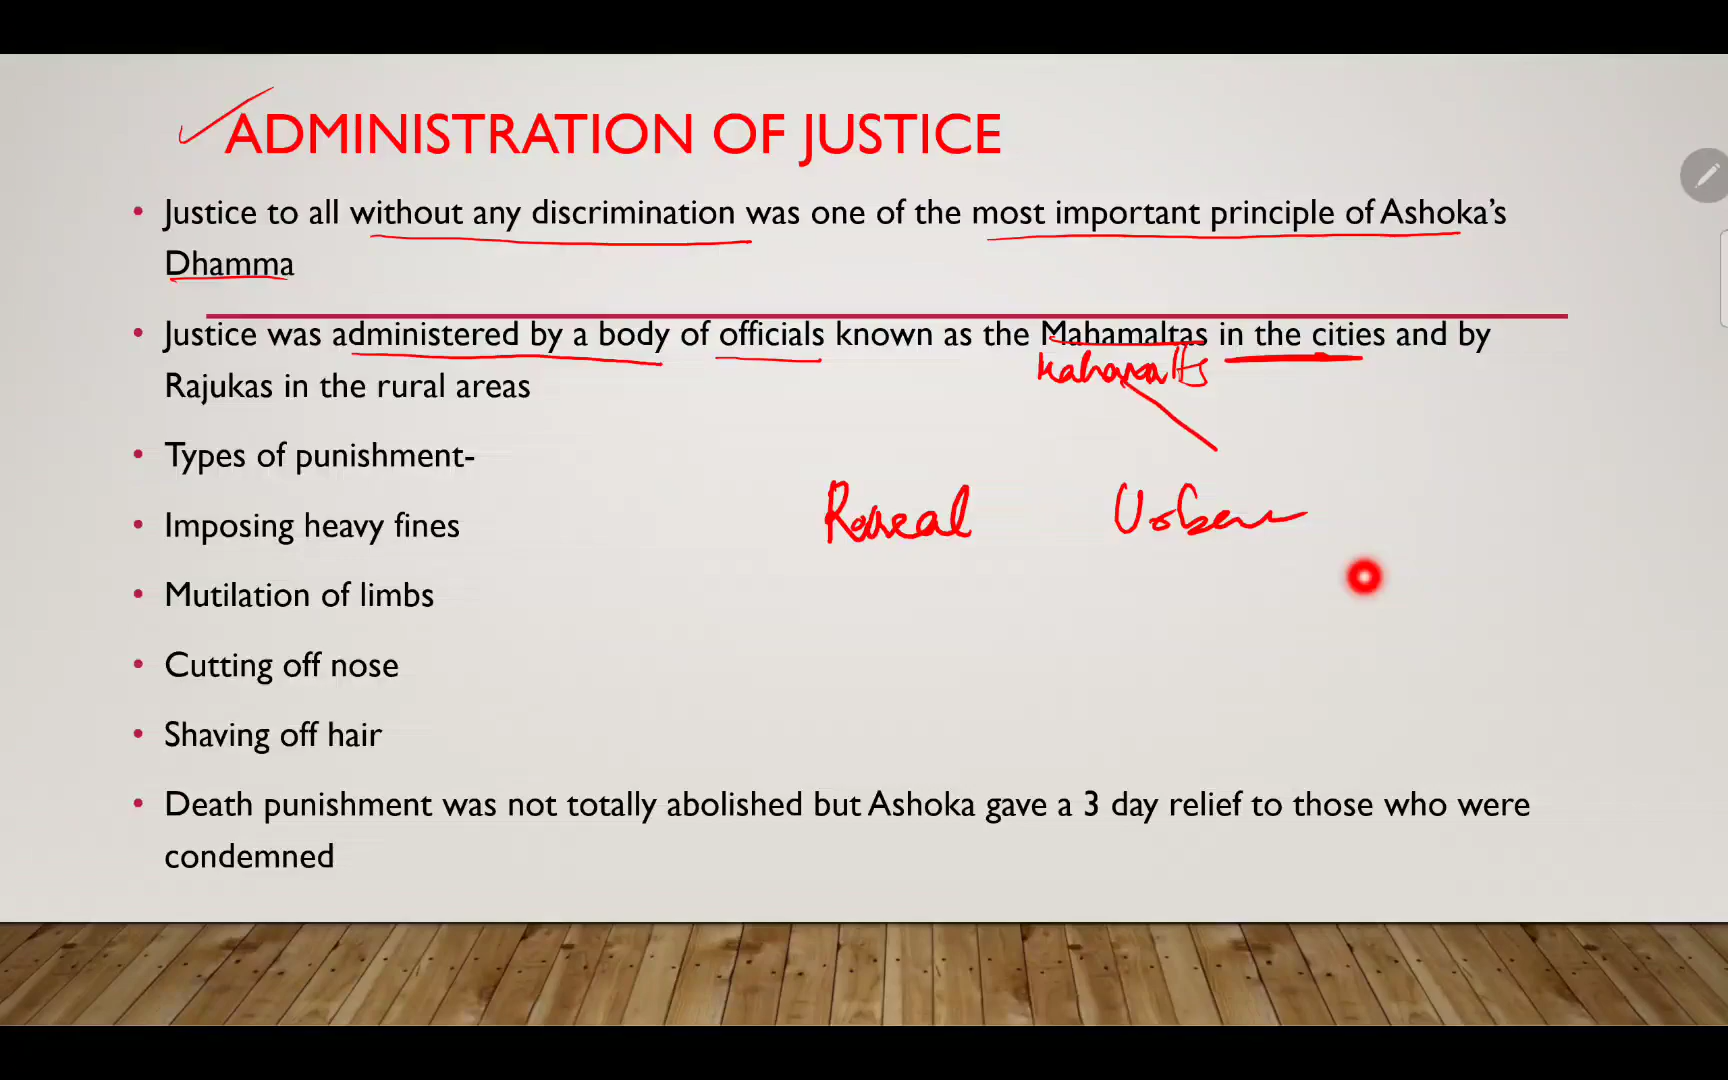 ADMINISTRATION OF JUSTICE
• Justice to all without any discrimination was one of the most important principle of Ashoka’s
Dhamma
• Justice was administered by a body of officials known as the Mahamaltas in the cities and by
Rajukas in the rural areas
• Types of punishment-
• Imposing heavy fines
• Mutilation of limbs
• Cutting off nose
• Shaving off hair
• Death punishment was not totally abolished but Ashoka gave a 3 day relief to those who were
condemned